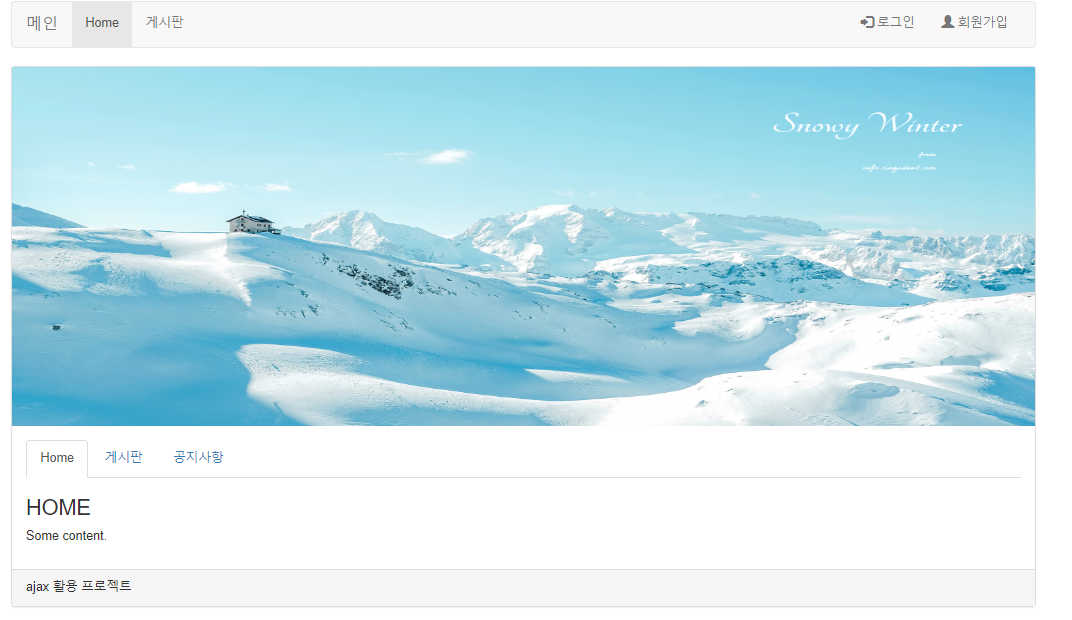 메인 Home 게시판 로그인 회원가입
Snowy Winter
from
Home 게시판 공지사항
HOME
Some content.
ajax 활용 프로젝트